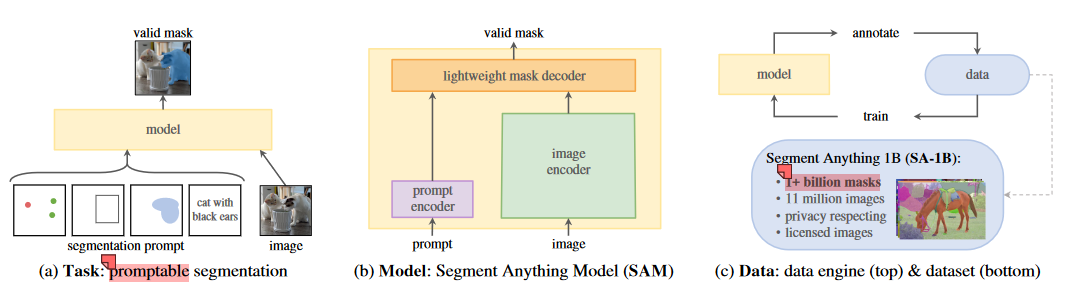 valid mask
model
cat with
black ears
segmentation prompt
image
(a) Task: promptable segmentation
valid mask
lightweight mask decoder
image
encoder
prompt
encoder
prompt
image
(b) Model: Segment Anything Model (SAM)
annotate
model
data
train
Segment Anything 1B (SA-1B):
• 1+ billion masks
• 11 million images
• privacy respecting
• licensed images
(c) Data: data engine (top) & dataset (bottom)